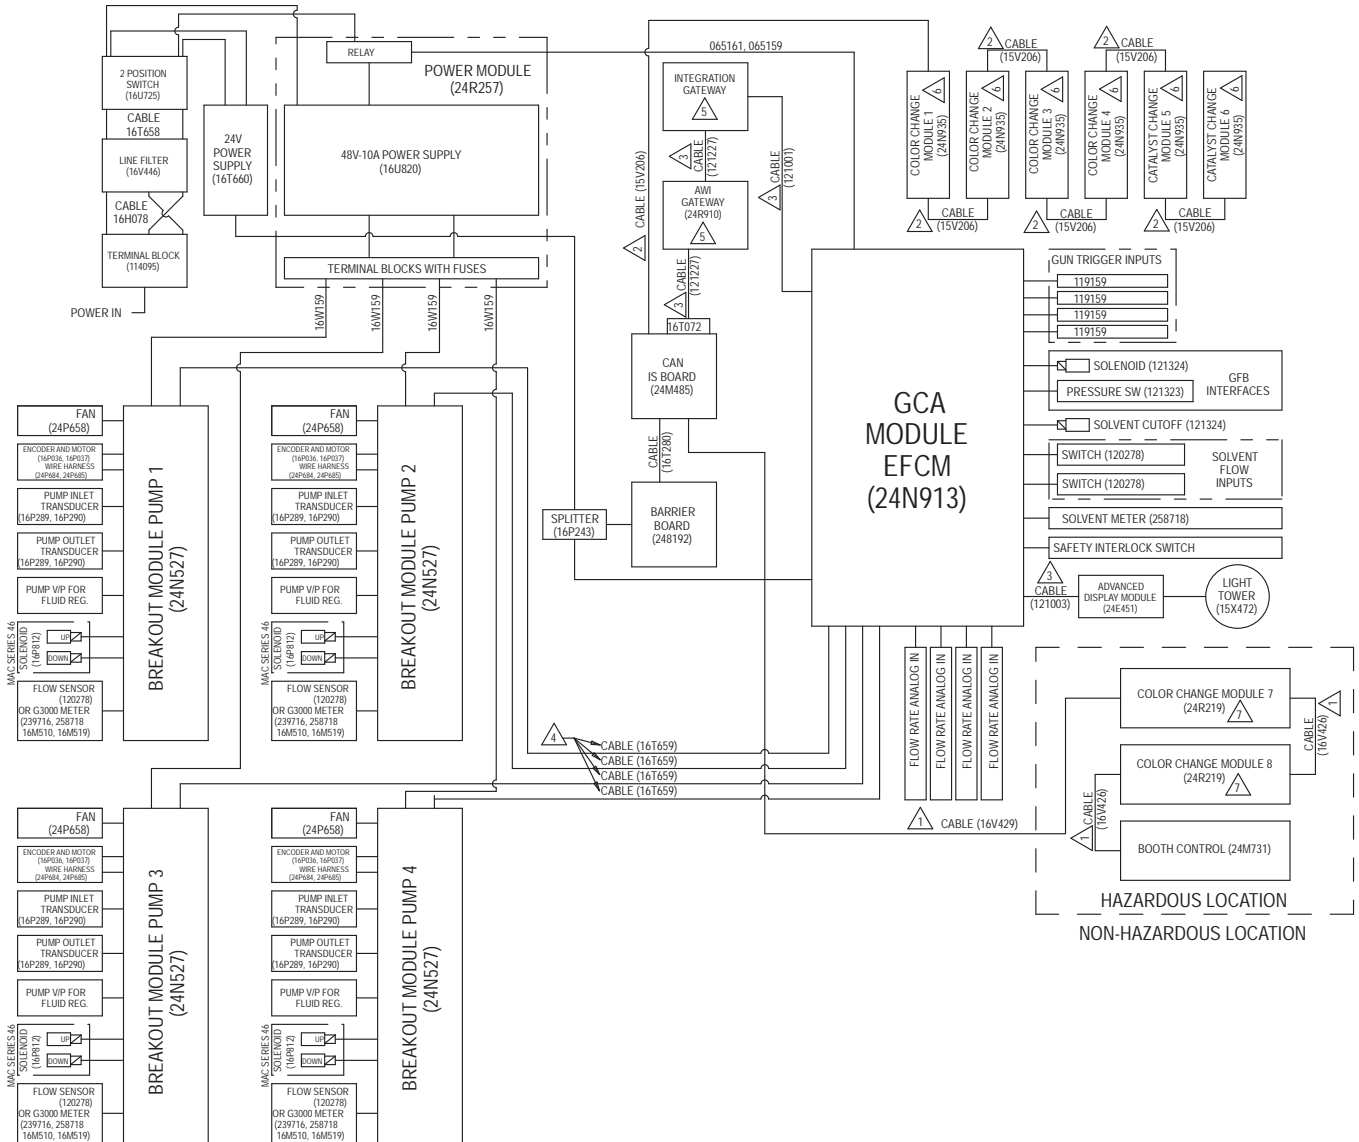 RELAY
POWER MODULE
(24R257)
2 POSITION
SWITCH
(16U725)
CABLE
16T658
LINE FILTER
(16V446)
CABLE
16H078
TERMINAL BLOCK
(114095)
POWER IN
24V
POWER
SUPPLY
(16T660)
48V-10A POWER SUPPLY
(16U820)
TERMINAL BLOCKS WITH FUSES
16W159
16W159
16W159
16W159
065161, 065159
INTEGRATION
GATEWAY
5
3
CABLE
(121227)
3
CABLE
(121001)
AWI
GATEWAY
(24R910)
5
2
CABLE (15V206)
3
CABLE
(121227)
16T072
CAN
IS BOARD
(24M485)
CABLE
(16T280)
BARRIER
BOARD
(248192)
SPLITTER
(16P243)
2
CABLE
(15V206)
2
CABLE
(15V206)
COLOR CHANGE
MODULE 1
(24N935)
6
COLOR CHANGE
MODULE 2
(24N935)
COLOR CHANGE
MODULE 3
(24N935)
6
COLOR CHANGE
MODULE 4
(24N935)
6
CATALYST CHANGE
MODULE 5
(24N935)
6
CATALYST CHANGE
MODULE 6
(24N935)
6
2
CABLE
(15V206)
2
CABLE
(15V206)
2
CABLE
(15V206)
GCA
MODULE
EFCM
(24N913)
GUN TRIGGER INPUTS
119159
119159
119159
119159
SOLENOID (121324)
PRESSURE SW (121323)
GFB
INTERFACES
SOLVENT CUTOFF (121324)
SWITCH (120278)
SWITCH (120278)
SOLVENT
FLOW
INPUTS
SOLVENT METER (258718)
SAFETY INTERLOCK SWITCH
3
CABLE
(121003)
ADVANCED
DISPLAY MODULE
(24E451)
LIGHT
TOWER
(15X472)
FLOW RATE ANALOG IN
FLOW RATE ANALOG IN
FLOW RATE ANALOG IN
FLOW RATE ANALOG IN
COLOR CHANGE MODULE 7
(24R219)
7
1
CABLE
(16V426)
COLOR CHANGE MODULE 8
(24R219)
7
1
CABLE
(16V426)
BOOTH CONTROL (24M731)
HAZARDOUS LOCATION
NON-HAZARDOUS LOCATION
1
CABLE (16V429)
4
CABLE (16T659)
CABLE (16T659)
CABLE (16T659)
CABLE (16T659)
FAN
(24P658)
ENCODER AND MOTOR
(16P036, 16P037)
WIRE HARNESS
(24P684, 24P685)
PUMP INLET
TRANSDUCER
(16P289, 16P290)
PUMP OUTLET
TRANSDUCER
(16P289, 16P290)
PUMP V/P FOR
FLUID REG.
MAC SERIES 46
SOLENOID
(16P812)
UP
DOWN
FLOW SENSOR
(120278)
OR G3000 METER
(239716, 258718
16M510, 16M519)
BREAKOUT MODULE PUMP 1
(24N527)
FAN
(24P658)
ENCODER AND MOTOR
(16P036, 16P037)
WIRE HARNESS
(24P684, 24P685)
PUMP INLET
TRANSDUCER
(16P289, 16P290)
PUMP OUTLET
TRANSDUCER
(16P289, 16P290)
PUMP V/P FOR
FLUID REG.
MAC SERIES 46
SOLENOID
(16P812)
UP
DOWN
FLOW SENSOR
(120278)
OR G3000 METER
(239716, 258718
16M510, 16M519)
BREAKOUT MODULE PUMP 2
(24N527)
FAN
(24P658)
ENCODER AND MOTOR
(16P036, 16P037)
WIRE HARNESS
(24P684, 24P685)
PUMP INLET
TRANSDUCER
(16P289, 16P290)
PUMP OUTLET
TRANSDUCER
(16P289, 16P290)
PUMP V/P FOR
FLUID REG.
MAC SERIES 46
SOLENOID
(16P812)
UP
DOWN
FLOW SENSOR
(120278)
OR G3000 METER
(239716, 258718
16M510, 16M519)
BREAKOUT MODULE PUMP 3
(24N527)
FAN
(24P658)
ENCODER AND MOTOR
(16P036, 16P037)
WIRE HARNESS
(24P684, 24P685)
PUMP INLET
TRANSDUCER
(16P289, 16P290)
PUMP OUTLET
TRANSDUCER
(16P289, 16P290)
PUMP V/P FOR
FLUID REG.
MAC SERIES 46
SOLENOID
(16P812)
UP
DOWN
FLOW SENSOR
(120278)
OR G3000 METER
(239716, 258718
16M510, 16M519)
BREAKOUT MODULE PUMP 4
(24N527)